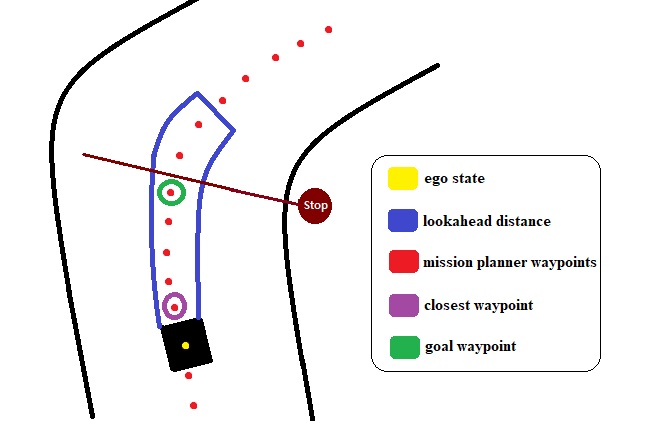 Stop
ego state
lookahead distance
mission planner waypoints
closest waypoint
goal waypoint